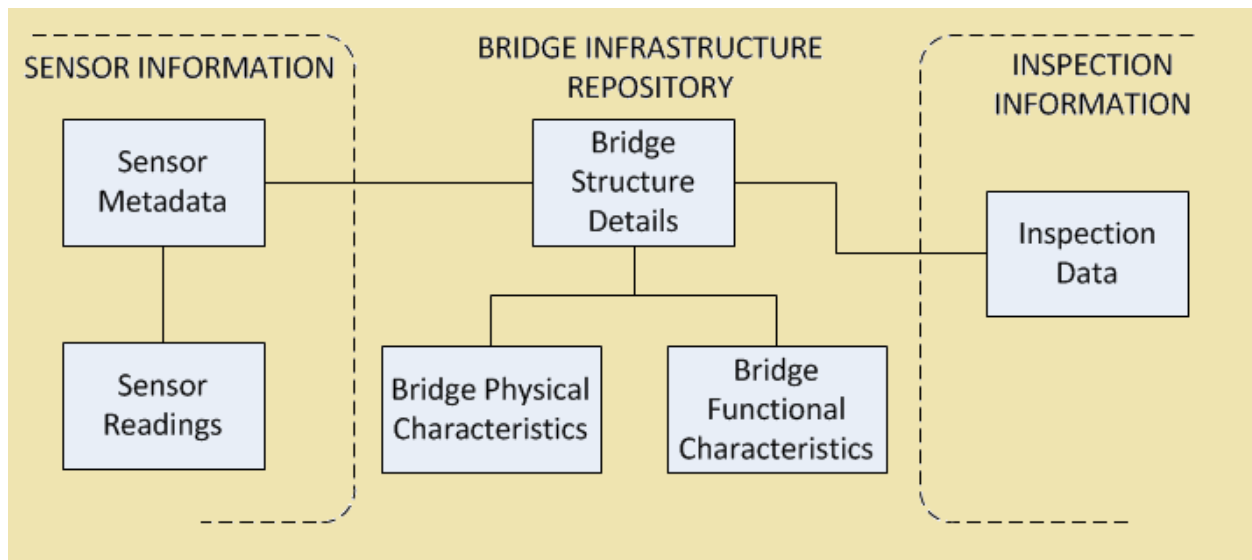 SENSOR INFORMATION
Sensor
Metadata
Sensor
Readings
BRIDGE INFRASTRUCTURE
REPOSITORY
Bridge
Structure
Details
Bridge Physical
Characteristics
Bridge
Functional
Characteristics
INSPECTION
INFORMATION
Inspection
Data